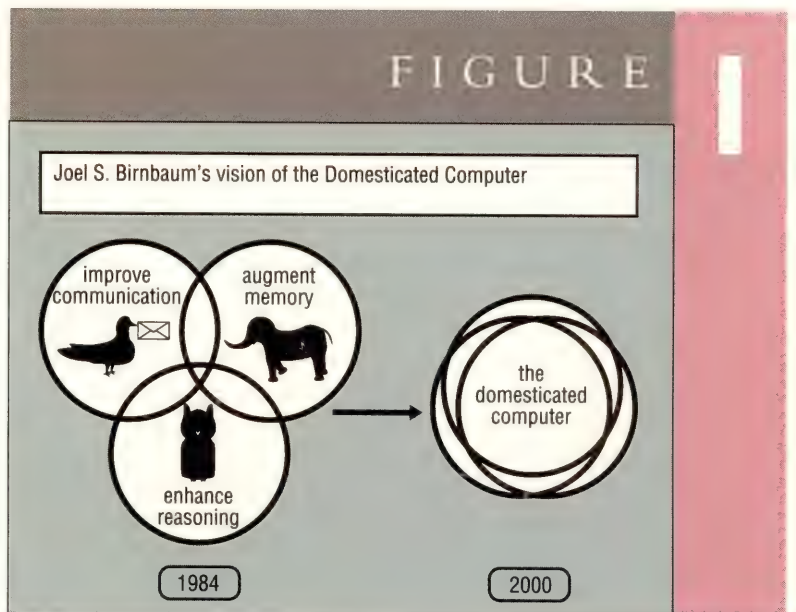 FIGURE 1
Joel S. Birnbaum's vision of the Domesticated Computer
improve
communication
augment
memory
enhance
reasoning
the
domesticated
computer
1984
2000